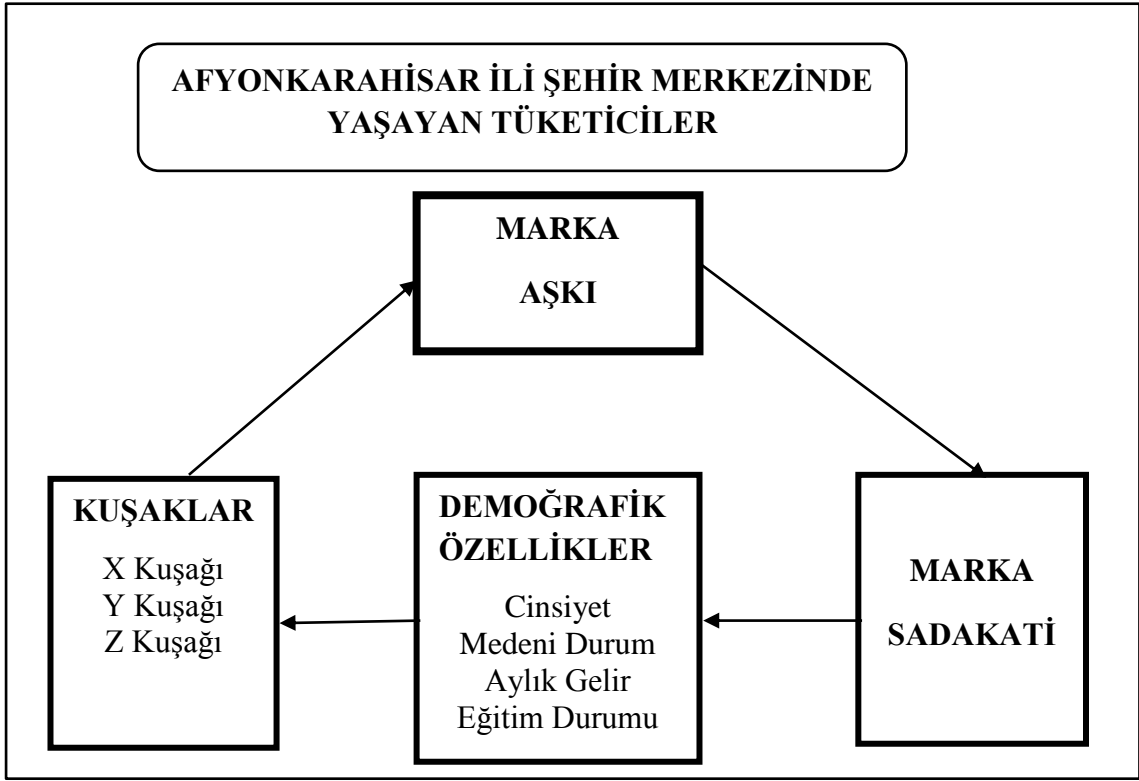 AFYONKARAHİSAR İLİ ŞEHİR MERKEZİNDE
YAŞAYAN TÜKETİCİLER
MARKA
AŞKI
KUŞAKLAR
X Kuşağı
Y Kuşağı
Z Kuşağı
DEMOĞRAFİK
ÖZELLİKLER
Cinsiyet
Medeni Durum
Aylık Gelir
Eğitim Durumu
MARKA
SADAKATİ